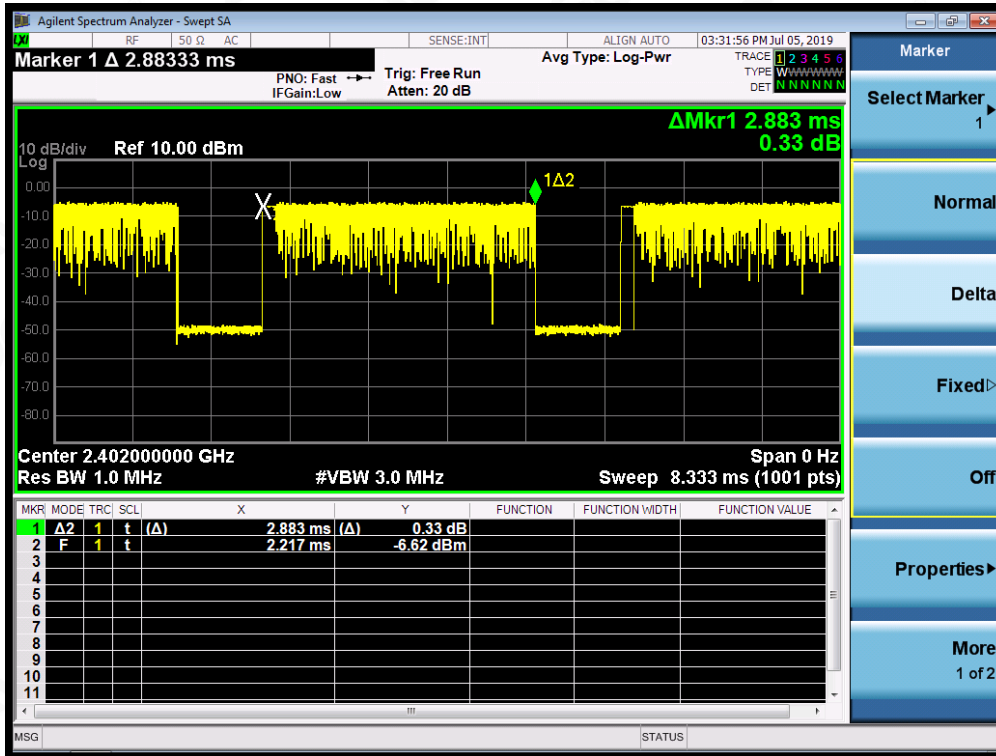 Agilent Spectrum Analyzer - Swept SA
LXI RF 50 Ω AC SENSE:INT ALIGN AUTO 03:31:56 PM Jul 05, 2019
Marker 1 Δ 2.88333 ms
PNO: Fast
IFGain:Low
Trig: Free Run
Atten: 20 dB
Avg Type: Log-Pwr
TRACE 1 2 3 4 5 6
TYPE WWWWWWW
DET N N N N N N
ΔMkr1 2.883 ms
0.33 dB
10 dB/div Ref 10.00 dBm
Log
0.00
-10.0
-20.0
-30.0
-40.0
-50.0
-60.0
-70.0
-80.0
X
1Δ2
Center 2.402000000 GHz Span 0 Hz
Res BW 1.0 MHz #VBW 3.0 MHz Sweep 8.333 ms (1001 pts)
MKR MODE TRC SCL X Y FUNCTION FUNCTION WIDTH FUNCTION VALUE
1 Δ2 1 t (Δ) 2.883 ms (Δ) 0.33 dB
2 F 1 t 2.217 ms -6.62 dBm
3
4
5
6
7
8
9
10
11
MSG STATUS
Marker
Select Marker
1
Normal
Delta
Fixed
Off
Properties
More
1 of 2